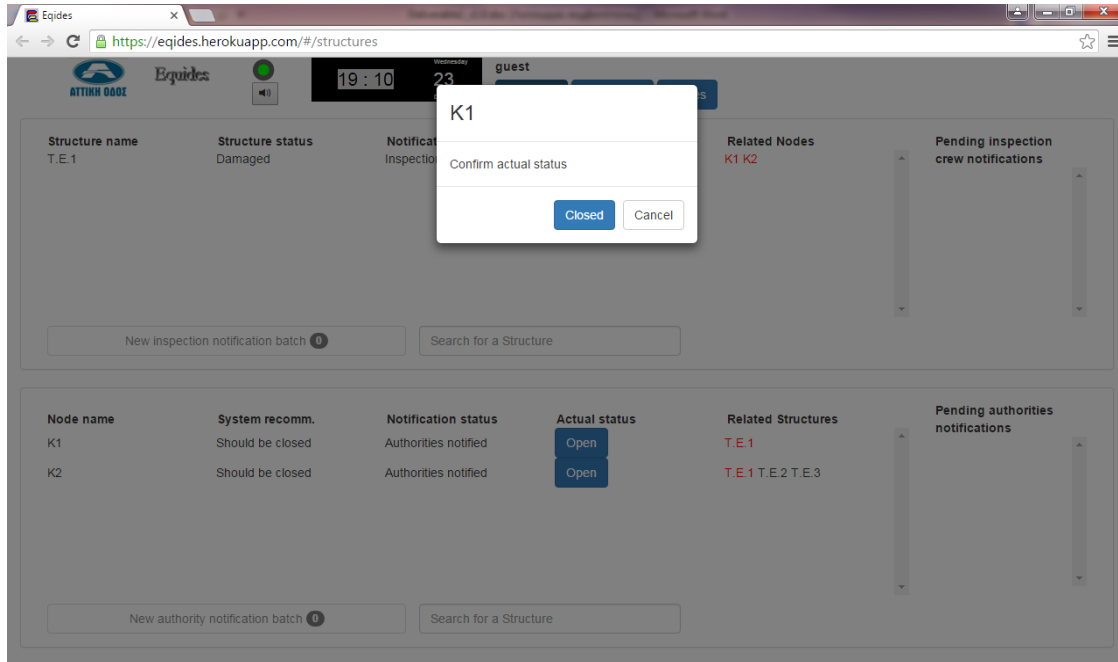 Eqides
https://eqides.herokuapp.com/#/structures
ΑΤΤΙΚΗ ΟΔΟΣ
Equides
19 : 10
Wednesday
23
guest
K1
Confirm actual status
Closed Cancel
Structure name Structure status Notificat Related Nodes Pending inspection
crew notifications
T.E.1 Damaged Inspectio K1 K2
New inspection notification batch 0 Search for a Structure
Node name System recomm. Notification status Actual status Related Structures Pending authorities
notifications
K1 Should be closed Authorities notified Open T.E.1
K2 Should be closed Authorities notified Open T.E.1 T.E.2 T.E.3
New authority notification batch 0 Search for a Structure